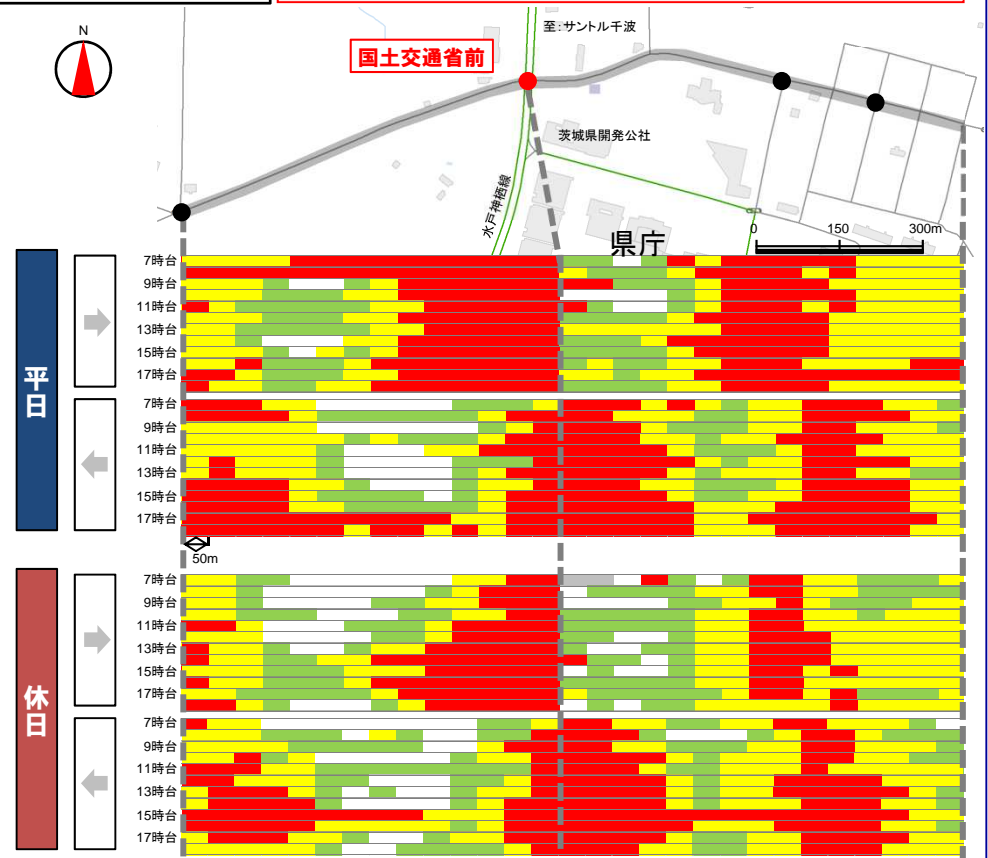 N
至:サントル千波
国土交通省前
茨城県開発公社
水戸神栖線
県庁
0 150 300m
平日
7時台
9時台
11時台
13時台
15時台
17時台
7時台
9時台
11時台
13時台
15時台
17時台
50m
休日
7時台
9時台
11時台
13時台
15時台
17時台
7時台
9時台
11時台
13時台
15時台
17時台